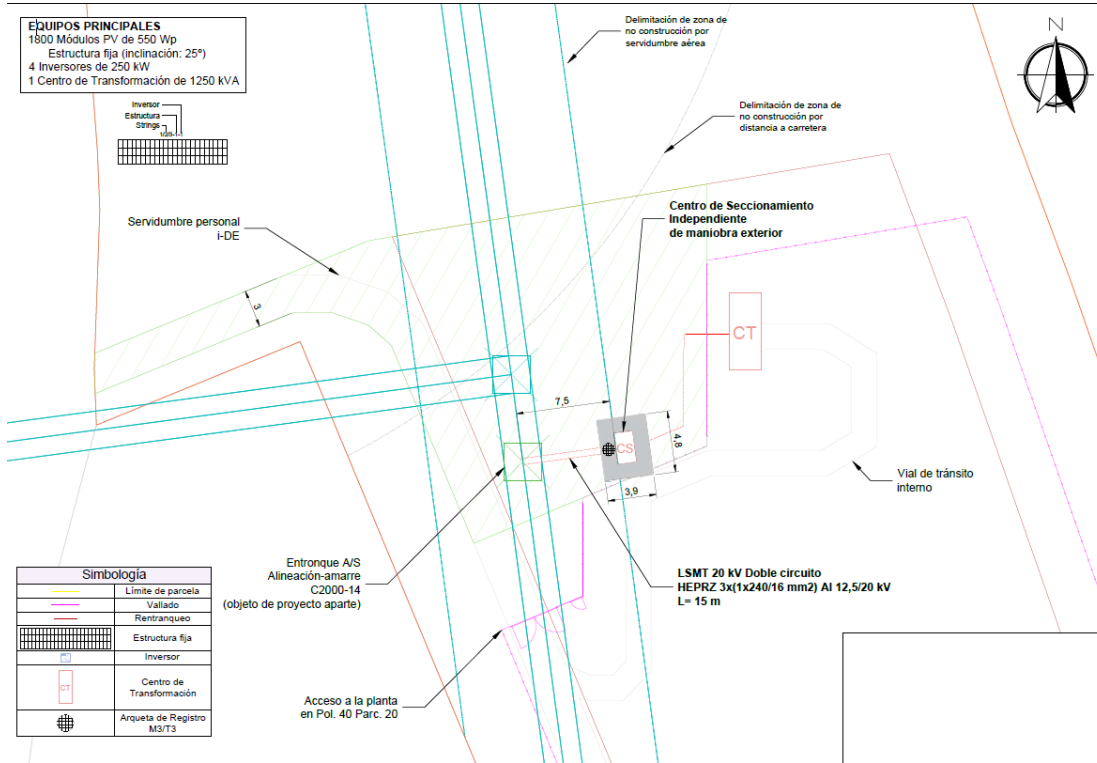 EQUIPOS PRINCIPALES
1800 Módulos PV de 550 Wp
Estructura fija (inclinación: 25º)
4 Inversores de 250 kW
1 Centro de Transformación de 1250 kVA
Inversor
Estructura
Strings
1/2/3-1-1
Delimitación de zona de
no construcción por
servidumbre aérea
N
Delimitación de zona de
no construcción por
distancia a carretera
Servidumbre personal
i-DE
Centro de Seccionamiento
Independiente
de maniobra exterior
3
CT
7,5
CS
4,8
3,9
Vial de tránsito
interno
Entronque A/S
Alineación-amarre
C2000-14
(objeto de proyecto aparte)
LSMT 20 kV Doble circuito
HEPRZ 3x(1x240/16 mm2) Al 12,5/20 kV
L= 15 m
Acceso a la planta
en Pol. 40 Parc. 20
Simbología
Límite de parcela
Vallado
Rentranqueo
Estructura fija
Inversor
CT
Centro de
Transformación
Arqueta de Registro
M3/T3